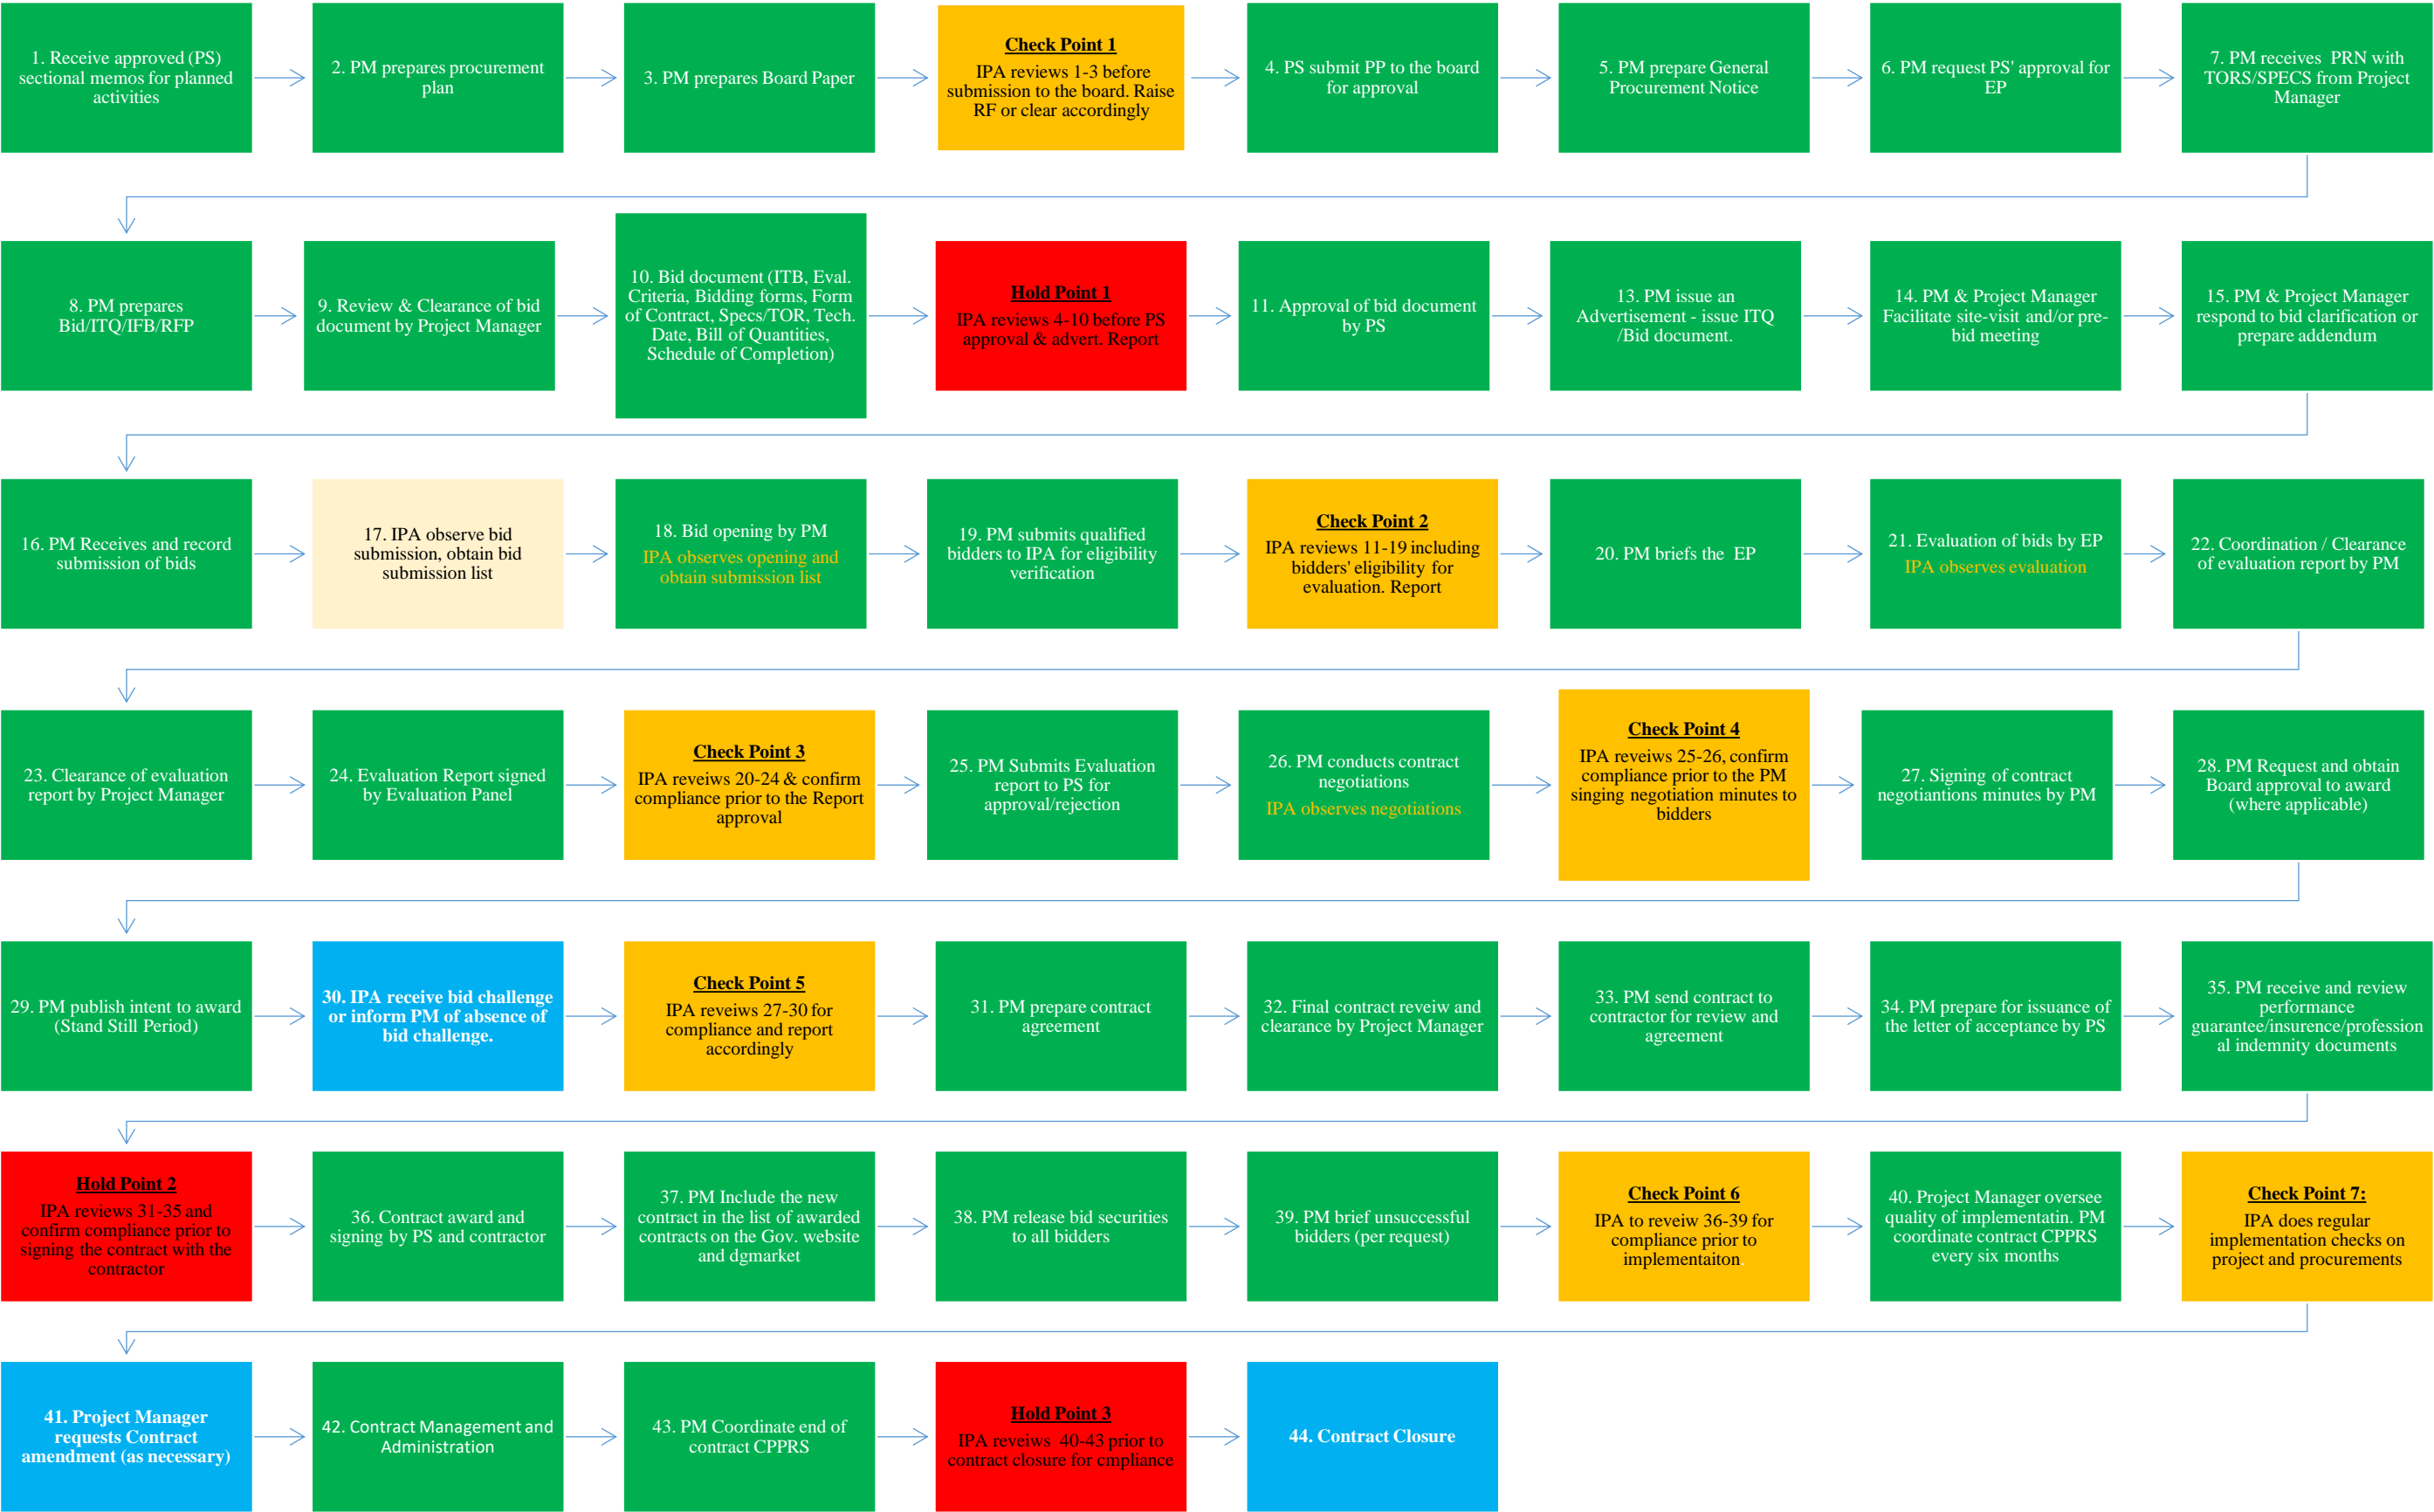 1. Receive approved (PS)
sectional memos for planned
activities
2. PM prepares procurement
plan
3. PM prepares Board Paper
Check Point 1
IPA reviews 1-3 before
submission to the board. Raise
RF or clear accordingly
4. PS submit PP to the board
for approval
5. PM prepare General
Procurement Notice
6. PM request PS' approval for
EP
7. PM receives PRN with
TORS/SPECS from Project
Manager
8. PM prepares
Bid/ITQ/IFB/RFP
9. Review & Clearance of bid
document by Project Manager
10. Bid document (ITB, Eval.
Criteria, Bidding forms, Form
of Contract, Specs/TOR, Tech.
Date, Bill of Quantities,
Schedule of Completion)
Hold Point 1
IPA reviews 4-10 before PS
approval & advert. Report
11. Approval of bid document
by PS
13. PM issue an
Advertisement - issue ITQ
/Bid document.
14. PM & Project Manager
Facilitate site-visit and/or pre-
bid meeting
15. PM & Project Manager
respond to bid clarification or
prepare addendum
16. PM Receives and record
submission of bids
17. IPA observe bid
submission, obtain bid
submission list
18. Bid opening by PM
IPA observes opening and
obtain submission list
19. PM submits qualified
bidders to IPA for eligibility
verification
Check Point 2
IPA reviews 11-19 including
bidders' eligibility for
evaluation. Report
20. PM briefs the EP
21. Evaluation of bids by EP
IPA observes evaluation
22. Coordination / Clearance
of evaluation report by PM
23. Clearance of evaluation
report by Project Manager
24. Evaluation Report signed
by Evaluation Panel
Check Point 3
IPA reveiws 20-24 & confirm
compliance prior to the Report
approval
25. PM Submits Evaluation
report to PS for
approval/rejection
26. PM conducts contract
negotiations
IPA observes negotiations
Check Point 4
IPA reveiws 25-26, confirm
compliance prior to the PM
singing negotiation minutes to
bidders
27. Signing of contract
negotiantions minutes by PM
28. PM Request and obtain
Board approval to award
(where applicable)
29. PM publish intent to award
(Stand Still Period)
30. IPA receive bid challenge
or inform PM of absence of
bid challenge.
Check Point 5
IPA reveiws 27-30 for
compliance and report
accordingly
31. PM prepare contract
agreement
32. Final contract reveiw and
clearance by Project Manager
33. PM send contract to
contractor for review and
agreement
34. PM prepare for issuance of
the letter of acceptance by PS
35. PM receive and review
performance
guarantee/insurence/profession
al indemnity documents
Hold Point 2
IPA reviews 31-35 and
confirm compliance prior to
signing the contract with the
contractor
36. Contract award and
signing by PS and contractor
37. PM Include the new
contract in the list of awarded
contracts on the Gov. website
and dgmarket
38. PM release bid securities
to all bidders
39. PM brief unsuccessful
bidders (per request)
Check Point 6
IPA to reveiw 36-39 for
compliance prior to
implementaiton.
40. Project Manager oversee
quality of implementatin. PM
coordinate contract CPPRS
every six months
Check Point 7:
IPA does regular
implementation checks on
project and procurements
41. Project Manager
requests Contract
amendment (as necessary)
42. Contract Management and
Administration
43. PM Coordinate end of
contract CPPRS
Hold Point 3
IPA reveiws 40-43 prior to
contract closure for cmpliance
44. Contract Closure